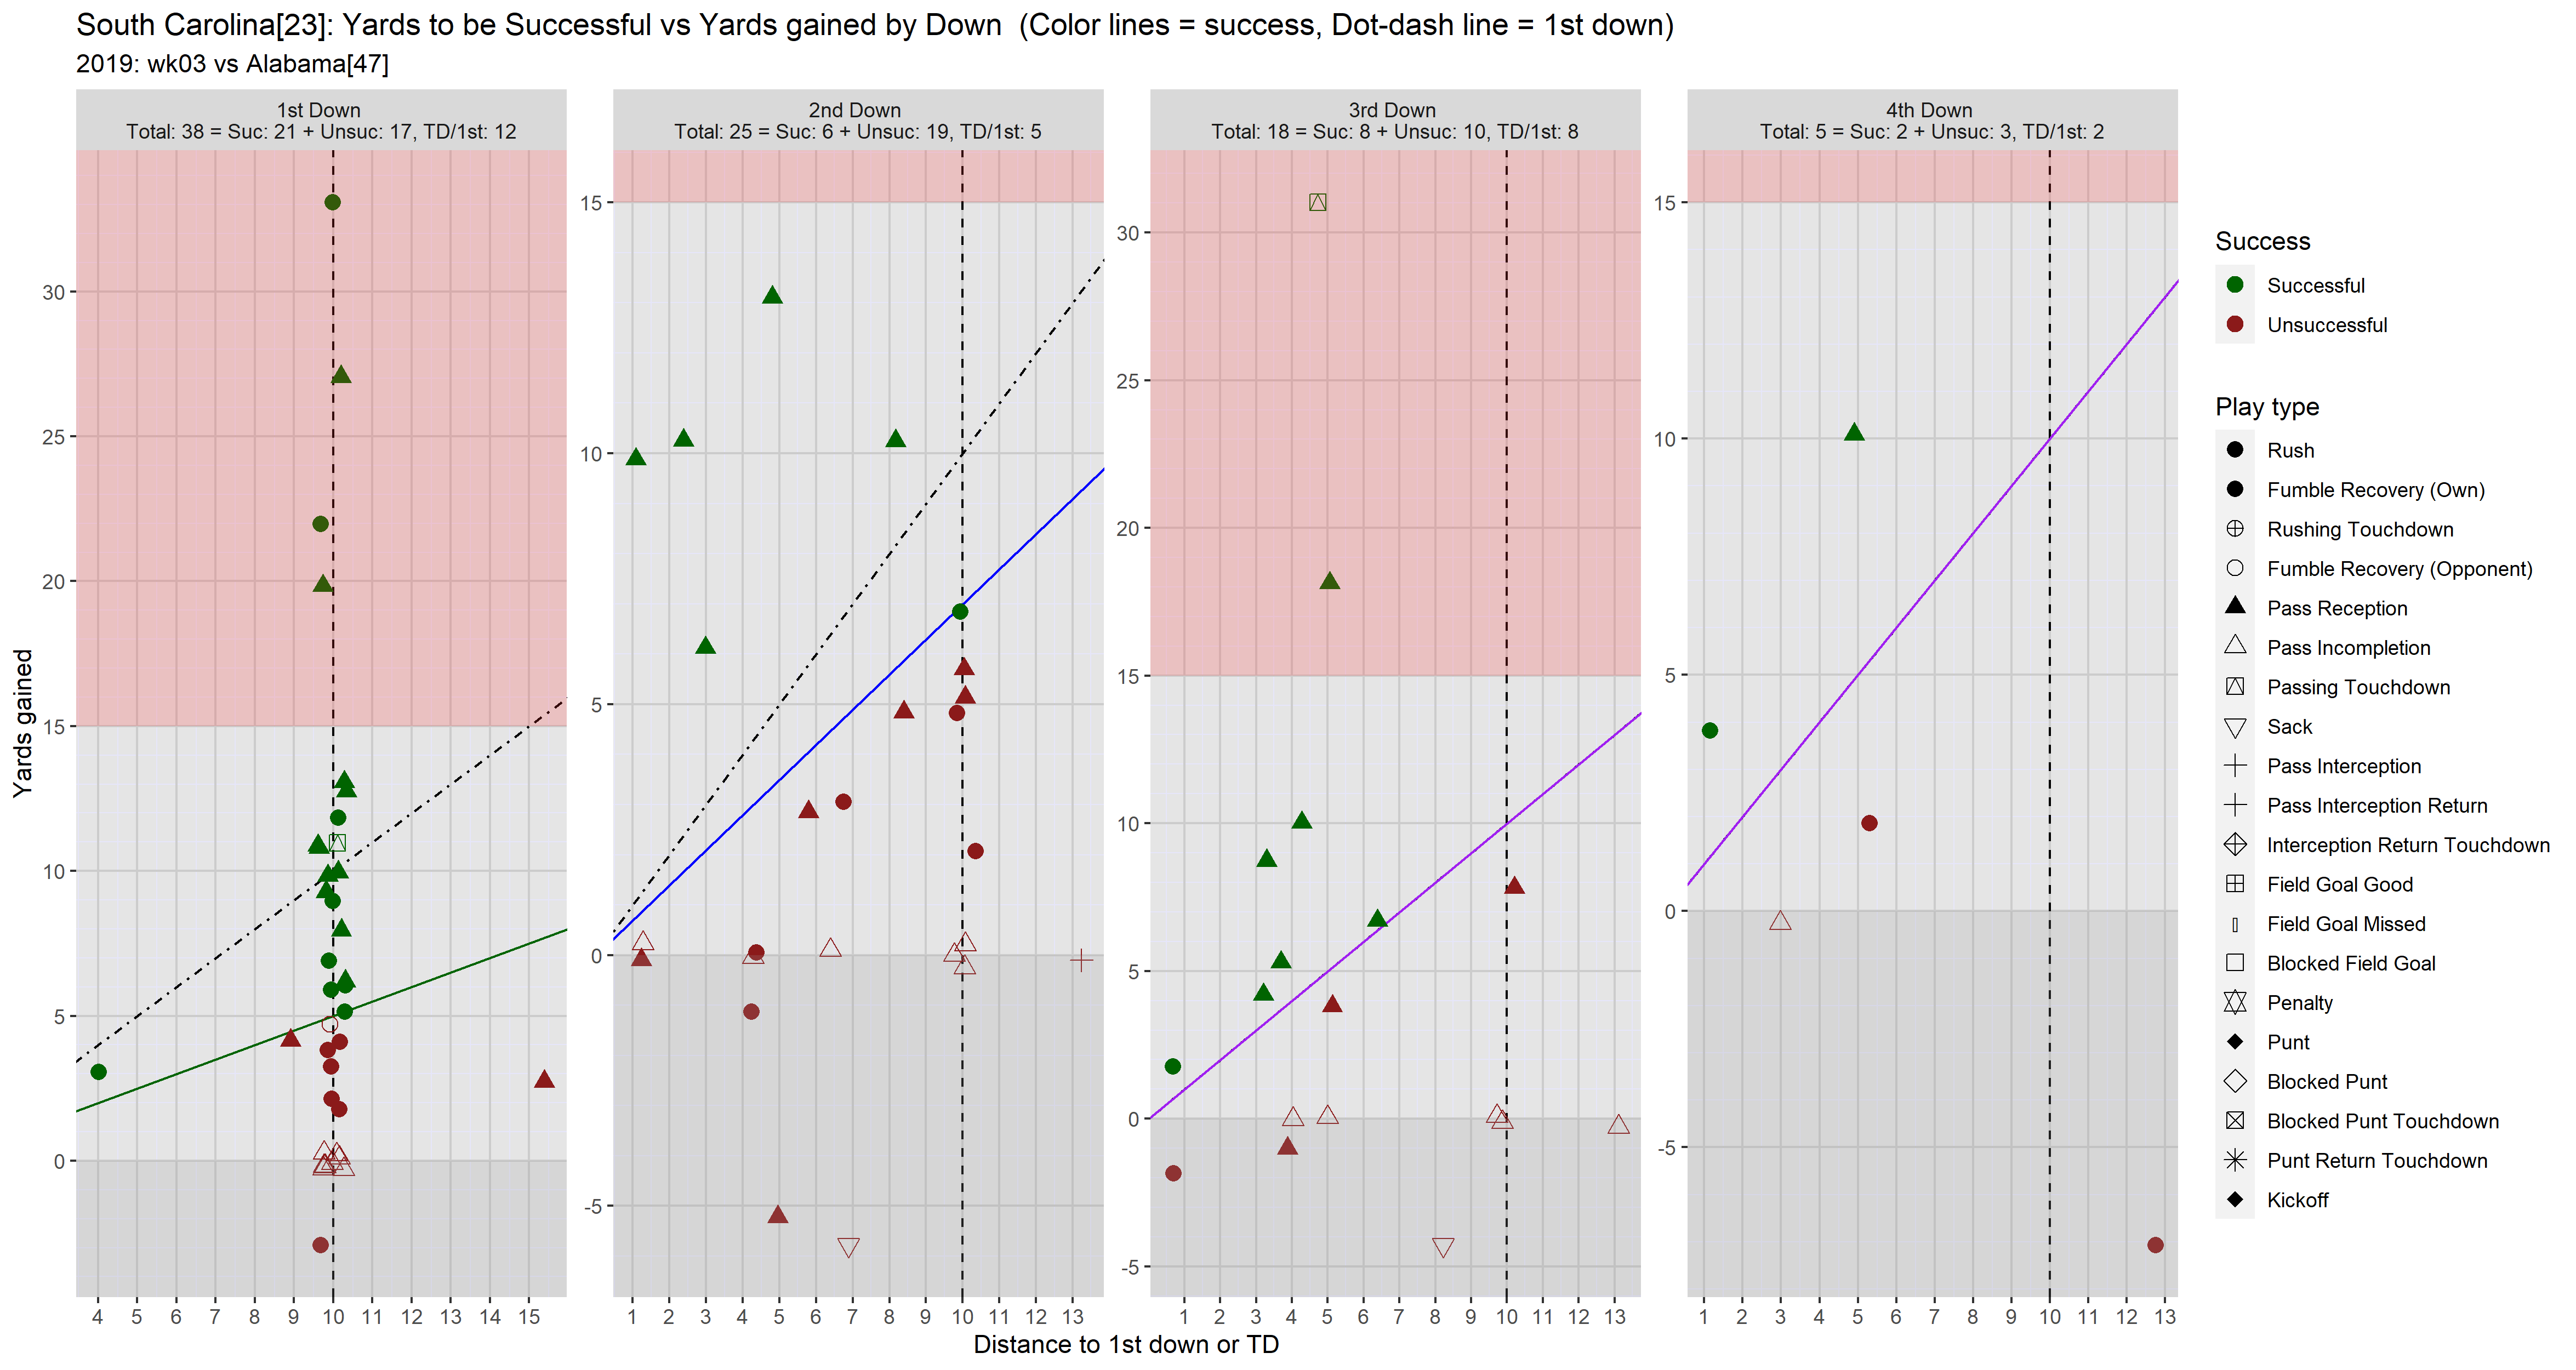 South Carolina[23]: Yards to be Successful vs Yards gained by Down  (Color lines = success, Dot-dash line = 1st down)
2019: wk03 vs Alabama[47]
1st Down
Total: 38 = Suc: 21 + Unsuc: 17, TD/1st: 12
2nd Down
Total: 25 = Suc: 6 + Unsuc: 19, TD/1st: 5
3rd Down
Total: 18 = Suc: 8 + Unsuc: 10, TD/1st: 8
4th Down
Total: 5 = Suc: 2 + Unsuc: 3, TD/1st: 2
Yards gained
30
25
20
15
10
5
0
15
10
5
0
-5
30
25
20
15
10
5
0
-5
15
10
5
0
-5
4 5 6 7 8 9 10 11 12 13 14 15
1 2 3 4 5 6 7 8 9 10 11 12 13
1 2 3 4 5 6 7 8 9 10 11 12 13
1 2 3 4 5 6 7 8 9 10 11 12 13
Distance to 1st down or TD
Success
Successful
Unsuccessful
Play type
Rush
Fumble Recovery (Own)
Rushing Touchdown
Fumble Recovery (Opponent)
Pass Reception
Pass Incompletion
Passing Touchdown
Sack
Pass Interception
Pass Interception Return
Interception Return Touchdown
Field Goal Good
Field Goal Missed
Blocked Field Goal
Penalty
Punt
Blocked Punt
Blocked Punt Touchdown
Punt Return Touchdown
Kickoff